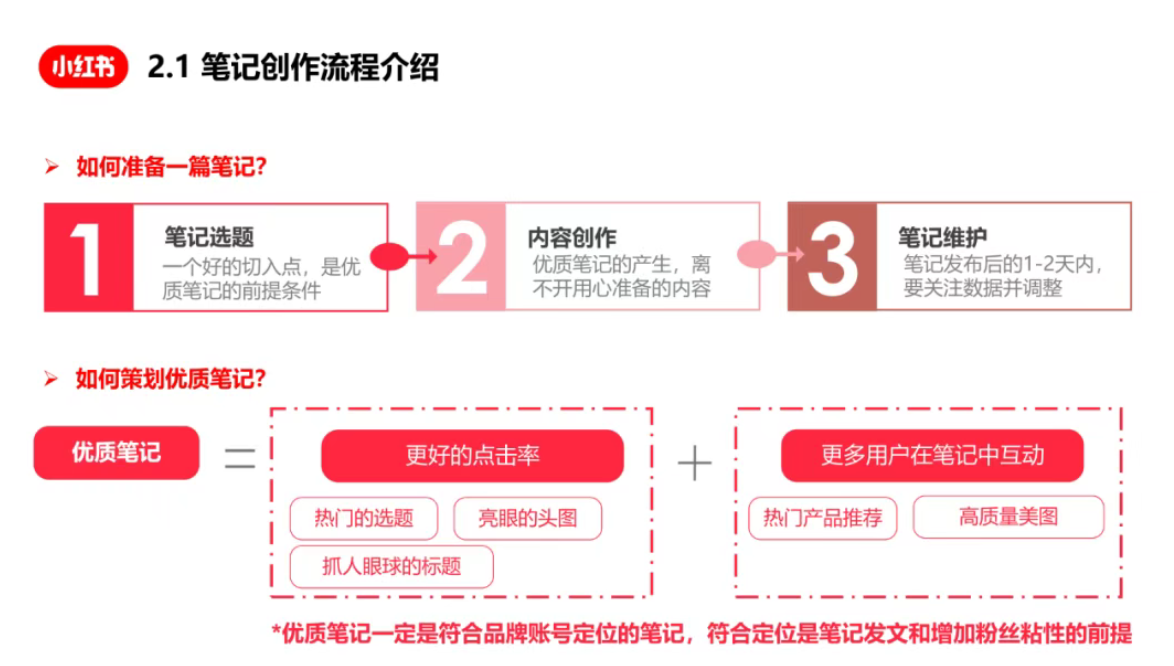 小红书
2.1 笔记创作流程介绍
如何准备一篇笔记?
1
笔记选题
一个好的切入点，是优
质笔记的前提条件
2
内容创作
优质笔记的产生，离
不开用心准备的内容
3
笔记维护
笔记发布后的1-2天内，
要关注数据并调整
如何策划优质笔记?
优质笔记
=
更好的点击率
热门的选题
亮眼的头图
抓人眼球的标题
+
更多用户在笔记中互动
热门产品推荐
高质量美图
*优质笔记一定是符合品牌账号定位的笔记，符合定位是笔记发文和增加粉丝粘性的前提